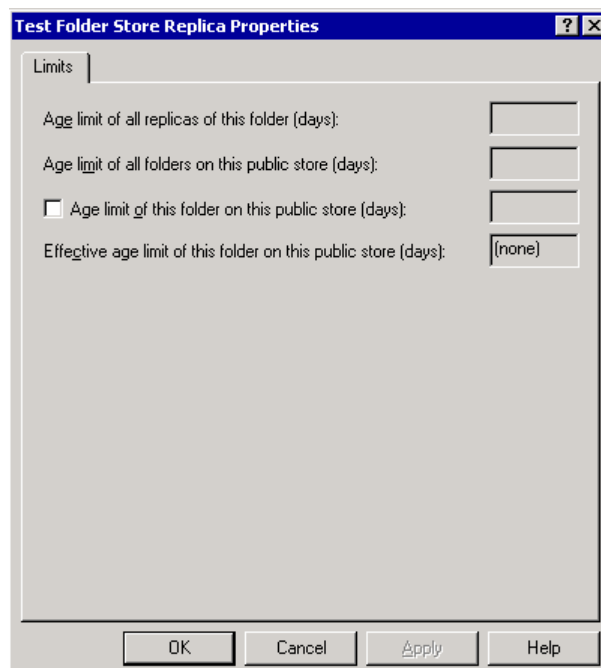 Test Folder Store Replica Properties
Limits
Age limit of all replicas of this folder (days):
Age limit of all folders on this public store (days):
Age limit of this folder on this public store (days):
Effective age limit of this folder on this public store (days): (none)
OK Cancel Apply Help